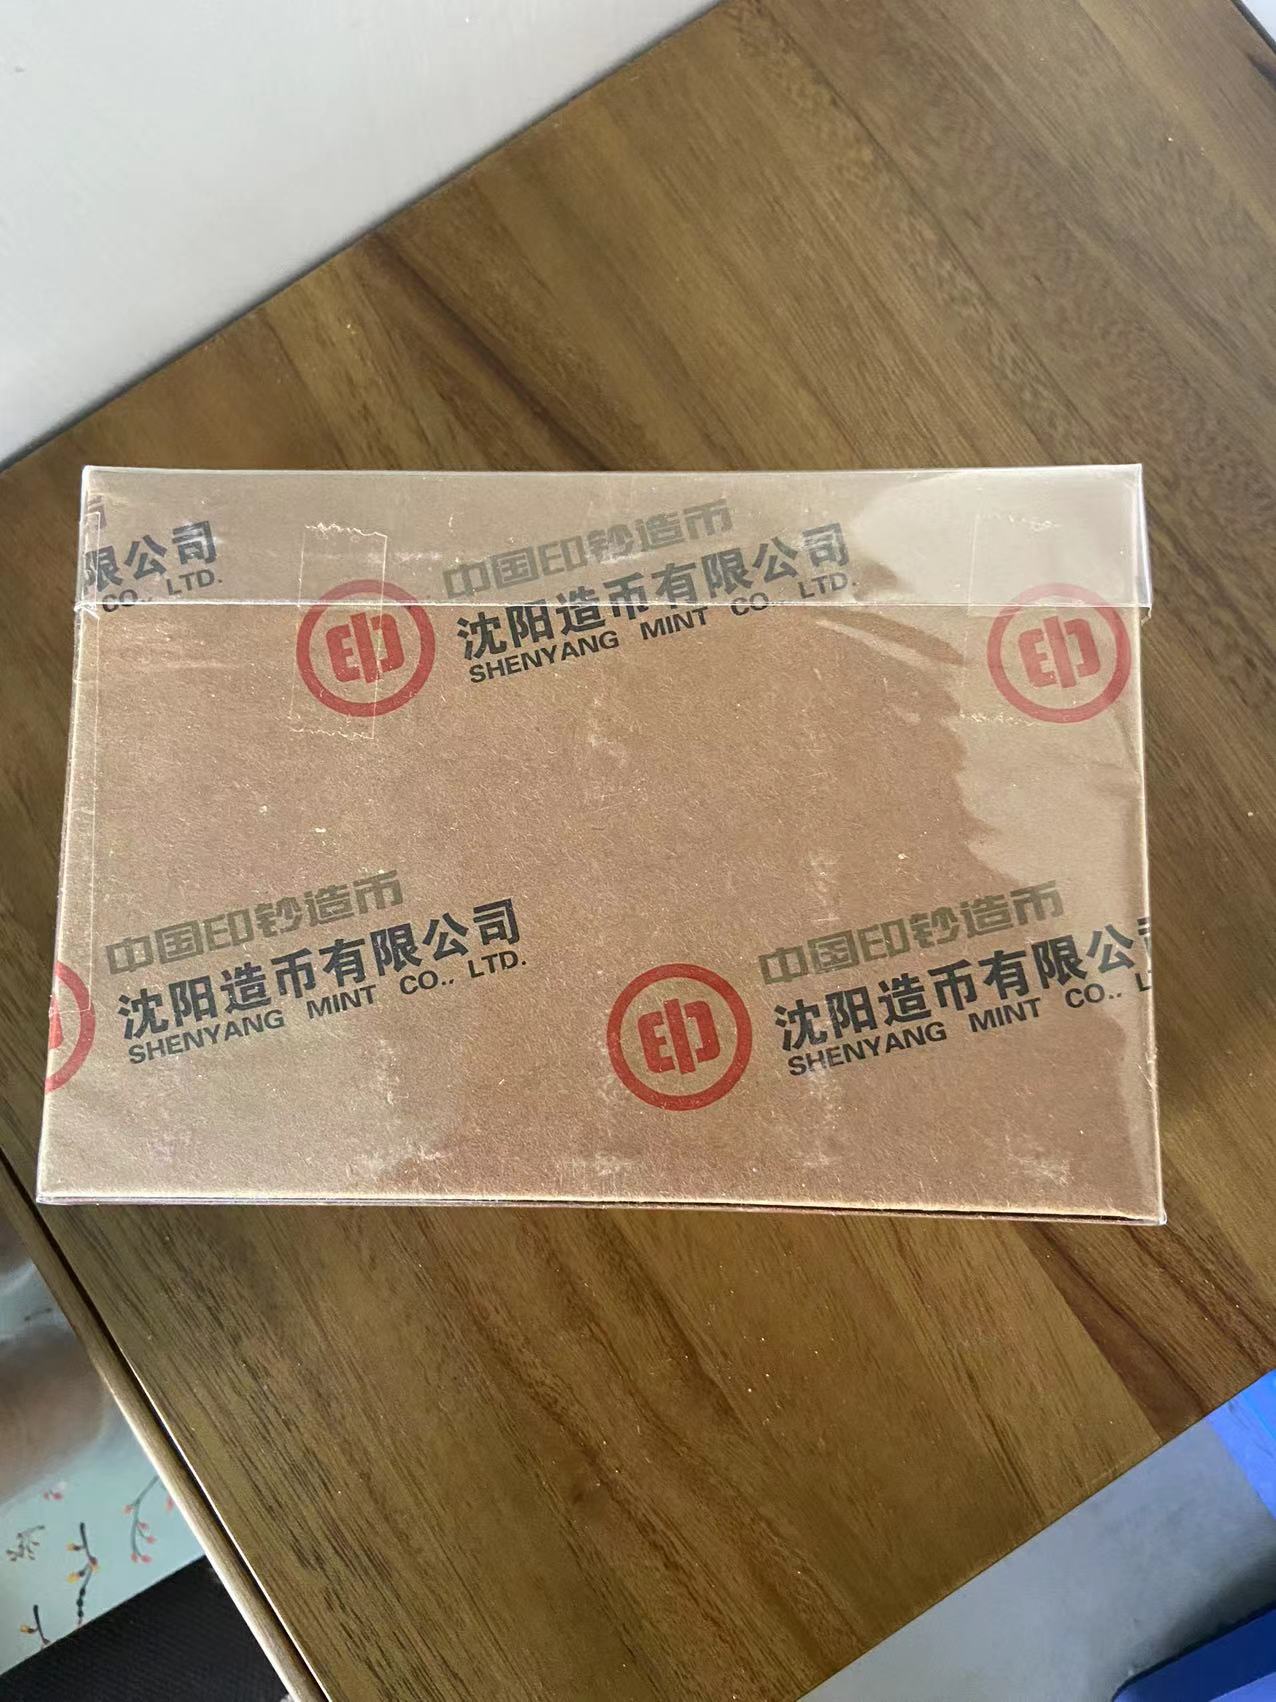 限公司
CO., LTD.
中国印钞造币
沈阳造币有限公司
SHENYANG MINT CO., LTD.
印
印
中国印钞造币
沈阳造币有限公司
SHENYANG MINT CO.. LTD.
印
中国印钞造币
沈阳造币有限公
SHENYANG MINT CO.. L